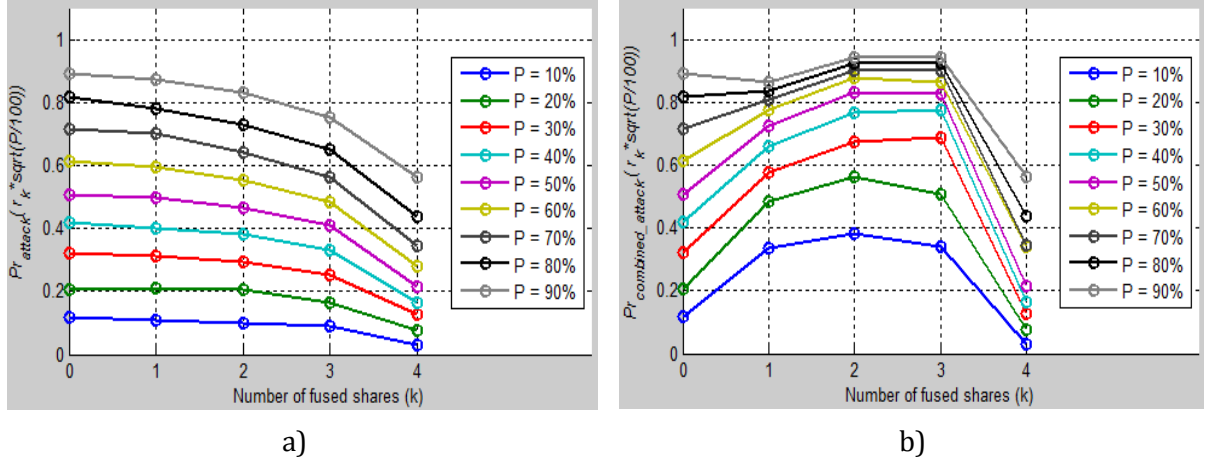 Pr_attack( r_k*sqrt(P/100))
1
0.8
0.6
0.4
0.2
0
0 1 2 3 4
Number of fused shares (k)
P = 10%
P = 20%
P = 30%
P = 40%
P = 50%
P = 60%
P = 70%
P = 80%
P = 90%
a)
Pr_combined_attack( r_k*sqrt(P/100))
1
0.8
0.6
0.4
0.2
0
0 1 2 3 4
Number of fused shares (k)
P = 10%
P = 20%
P = 30%
P = 40%
P = 50%
P = 60%
P = 70%
P = 80%
P = 90%
b)